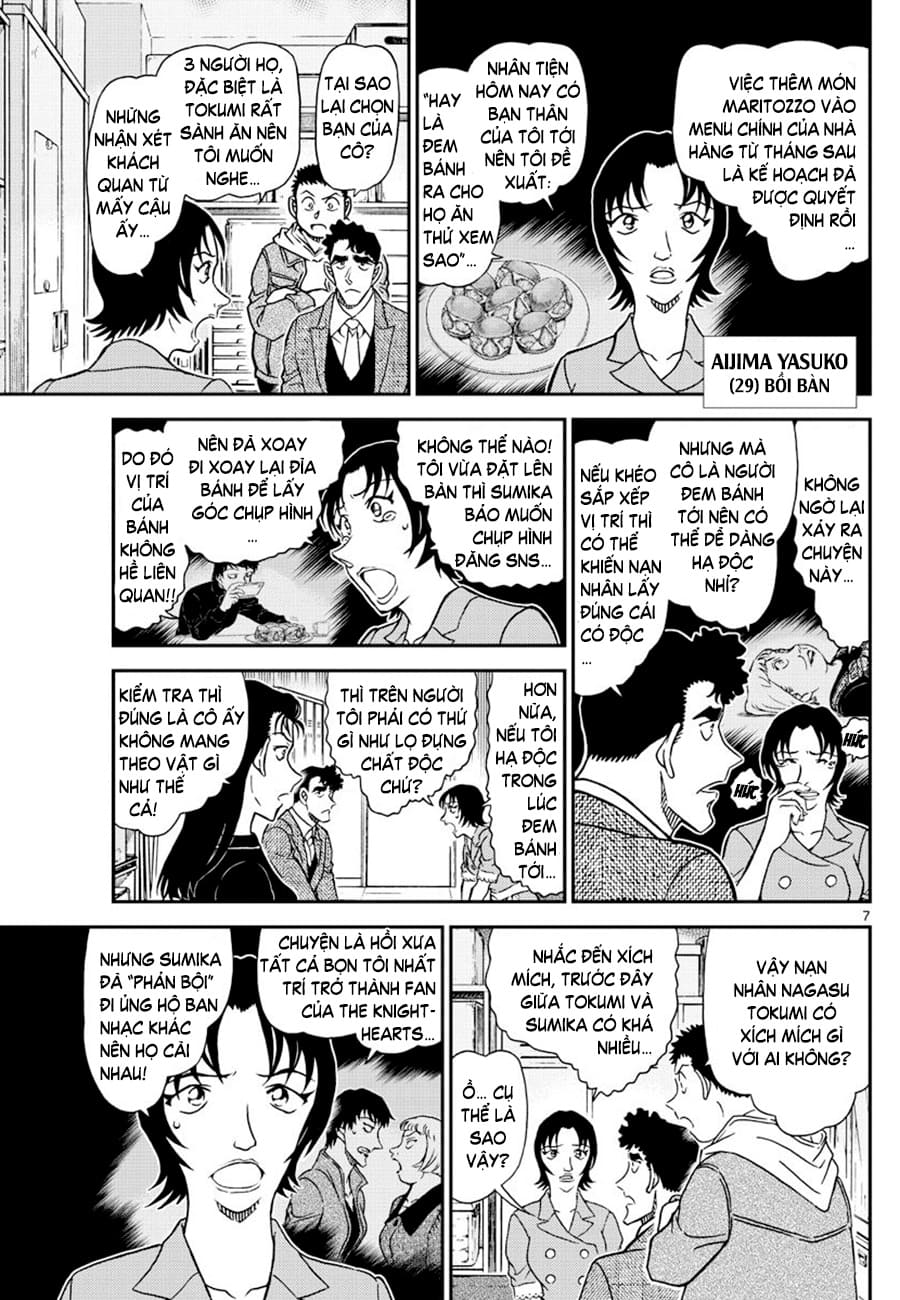 VIỆC THÊM MÓN
MARITOZZO VÀO
MENU CHÍNH CỦA NHÀ
HÀNG TỪ THÁNG SAU
LÀ KẾ HOẠCH ĐÃ
ĐƯỢC QUYẾT
ĐỊNH RỒI
...
NHÂN TIỆN
HÔM NAY CÓ
BẠN THÂN
CỦA TÔI TỚI
NÊN TÔI ĐỀ
XUẤT:
"HAY
LÀ ĐEM
BÁNH
RA CHO
HỌ ĂN
THỬ XEM
SAO"...
AIJIMA YASUKO
(29) BỒI BÀN
TẠI SAO
LẠI CHỌN
BẠN CỦA
CÔ?
3 NGƯỜI HỌ,
ĐẶC BIỆT LÀ
TOKUMI RẤT
SÀNH ĂN NÊN
TÔI MUỐN
NGHE...
NHỮNG
NHẬN XÉT
KHÁCH
QUAN TỪ
MẤY CẬU
ẤY...
KHÔNG
NGỜ LẠI
XẢY RA
CHUYỆN
NÀY...
NHƯNG MÀ
CÔ LÀ NGƯỜI
ĐEM BÁNH
TỚI NÊN CÓ
THỂ DỄ DÀNG
HẠ ĐỘC
NHỈ?
NẾU KHÉO
SẮP XẾP
VỊ TRÍ THÌ
CÓ THỂ
KHIẾN NẠN
NHÂN LẤY
ĐÚNG CÁI
CÓ ĐỘC
...
HỨC
HỨC
KHÔNG THỂ NÀO!
TÔI VỪA ĐẶT LÊN
BÀN THÌ SUMIKA
BẢO MUỐN
CHỤP HÌNH
ĐĂNG SNS...
NÊN ĐÃ XOAY
ĐI XOAY LẠI ĐĨA
BÁNH ĐỂ LẤY
GÓC CHỤP HÌNH
...
DO ĐÓ
VỊ TRÍ
CỦA
BÁNH
KHÔNG
HỀ LIÊN
QUAN!!
HƠN
NỮA,
NẾU TÔI
HẠ ĐỘC
TRONG
LÚC
ĐEM
BÁNH
TỚI...
THÌ TRÊN NGƯỜI
TÔI PHẢI CÓ THỨ
GÌ NHƯ LỌ ĐỰNG
CHẤT ĐỘC
CHỨ?
KIỂM TRA THÌ
ĐÚNG LÀ CÔ ẤY
KHÔNG MANG
THEO VẬT GÌ
NHƯ THẾ
CẢ!
7
VẬY NẠN
NHÂN NAGASU
TOKUMI CÓ
XÍCH MÍCH GÌ
VỚI AI KHÔNG?
NHẮC ĐẾN XÍCH
MÍCH, TRƯỚC ĐÂY
GIỮA TOKUMI VÀ
SUMIKA CÓ KHÁ
NHIỀU...
Ồ... CỤ
THỂ LÀ
SAO
VẬY?
CHUYỆN LÀ HỒI XƯA
TẤT CẢ BỌN TÔI NHẤT
TRÍ TRỞ THÀNH FAN
CỦA THE KNIGHT-
HEARTS...
NHƯNG SUMIKA
ĐÃ "PHẢN BỘI"
ĐI ỦNG HỘ BAN
NHẠC KHÁC
NÊN HỌ CÃI
NHAU!